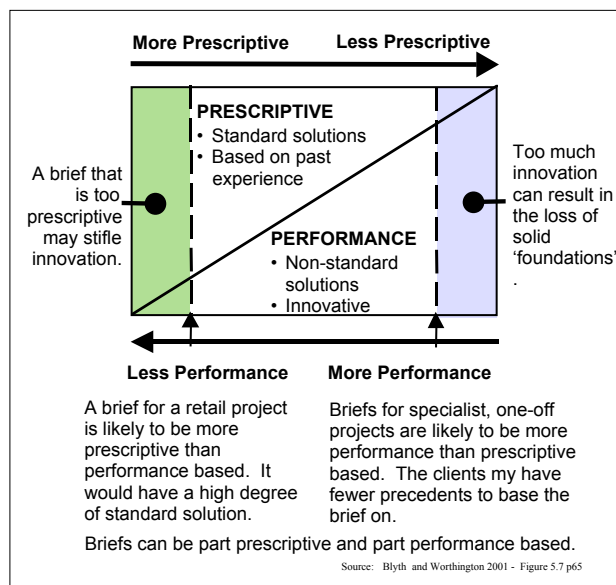 More Prescriptive
Less Prescriptive
PRESCRIPTIVE
• Standard solutions
• Based on past
experience
A brief that
is too
prescriptive
may stifle
innovation.
Too much
innovation
can result in
the loss of
solid
‘foundations’
.
PERFORMANCE
• Non-standard
solutions
• Innovative
Less Performance
More Performance
A brief for a retail project
is likely to be more
prescriptive than
performance based.  It
would have a high degree
of standard solution.
Briefs for specialist, one-off
projects are likely to be more
performance than prescriptive
based.  The clients my have
fewer precedents to base the
brief on.
Briefs can be part prescriptive and part performance based.
Source:   Blyth  and  Worthington  2001 -  Figure 5.7 p65